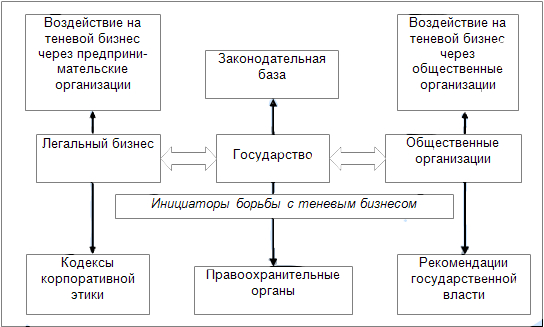 Воздействие на
теневой бизнес
через предприни-
мательские
организации
Законодательная
база
Воздействие на
теневой бизнес
через
общественные
организации
Легальный бизнес
Государство
Общественные
организации
Инициаторы борьбы с теневым бизнесом
Кодексы
корпоративной
этики
Правоохранительные
органы
Рекомендации
государственной
власти